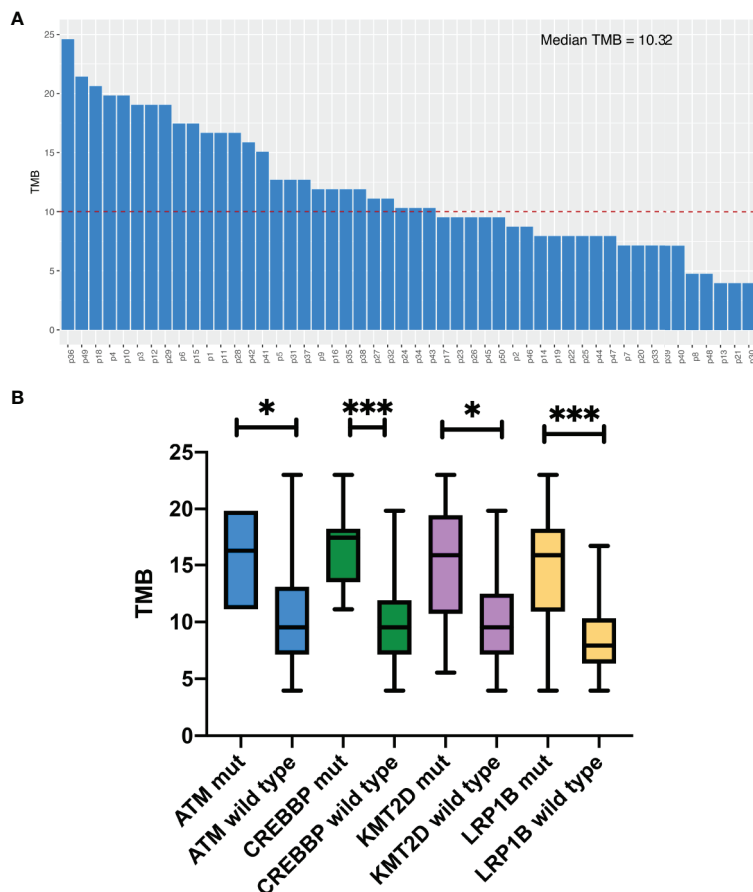 A
Median TMB = 10.32
25
20
15
10
5
0
TMB
p36 p49 p18 p4 p10 p3 p12 p29 p6 p15 p1 p11 p28 p42 p41 p5 p31 p37 p9 p16 p35 p38 p27 p32 p24 p34 p43 p17 p23 p26 p45 p50 p2 p46 p14 p19 p22 p25 p44 p47 p7 p20 p33 p39 p40 p8 p48 p13 p21 p30
B
* *** * ***
25
20
15
10
5
0
TMB
ATM mut
ATM wild type
CREBBP mut
CREBBP wild type
KMT2D mut
KMT2D wild type
LRP1B mut
LRP1B wild type